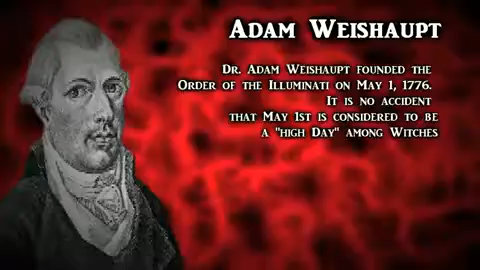 Adam Weishaupt
Dr. Adam Weishaupt founded the
Order of the Illuminati on May 1, 1776.
It is no accident
that May 1st is considered to be
a "high Day" among Witches